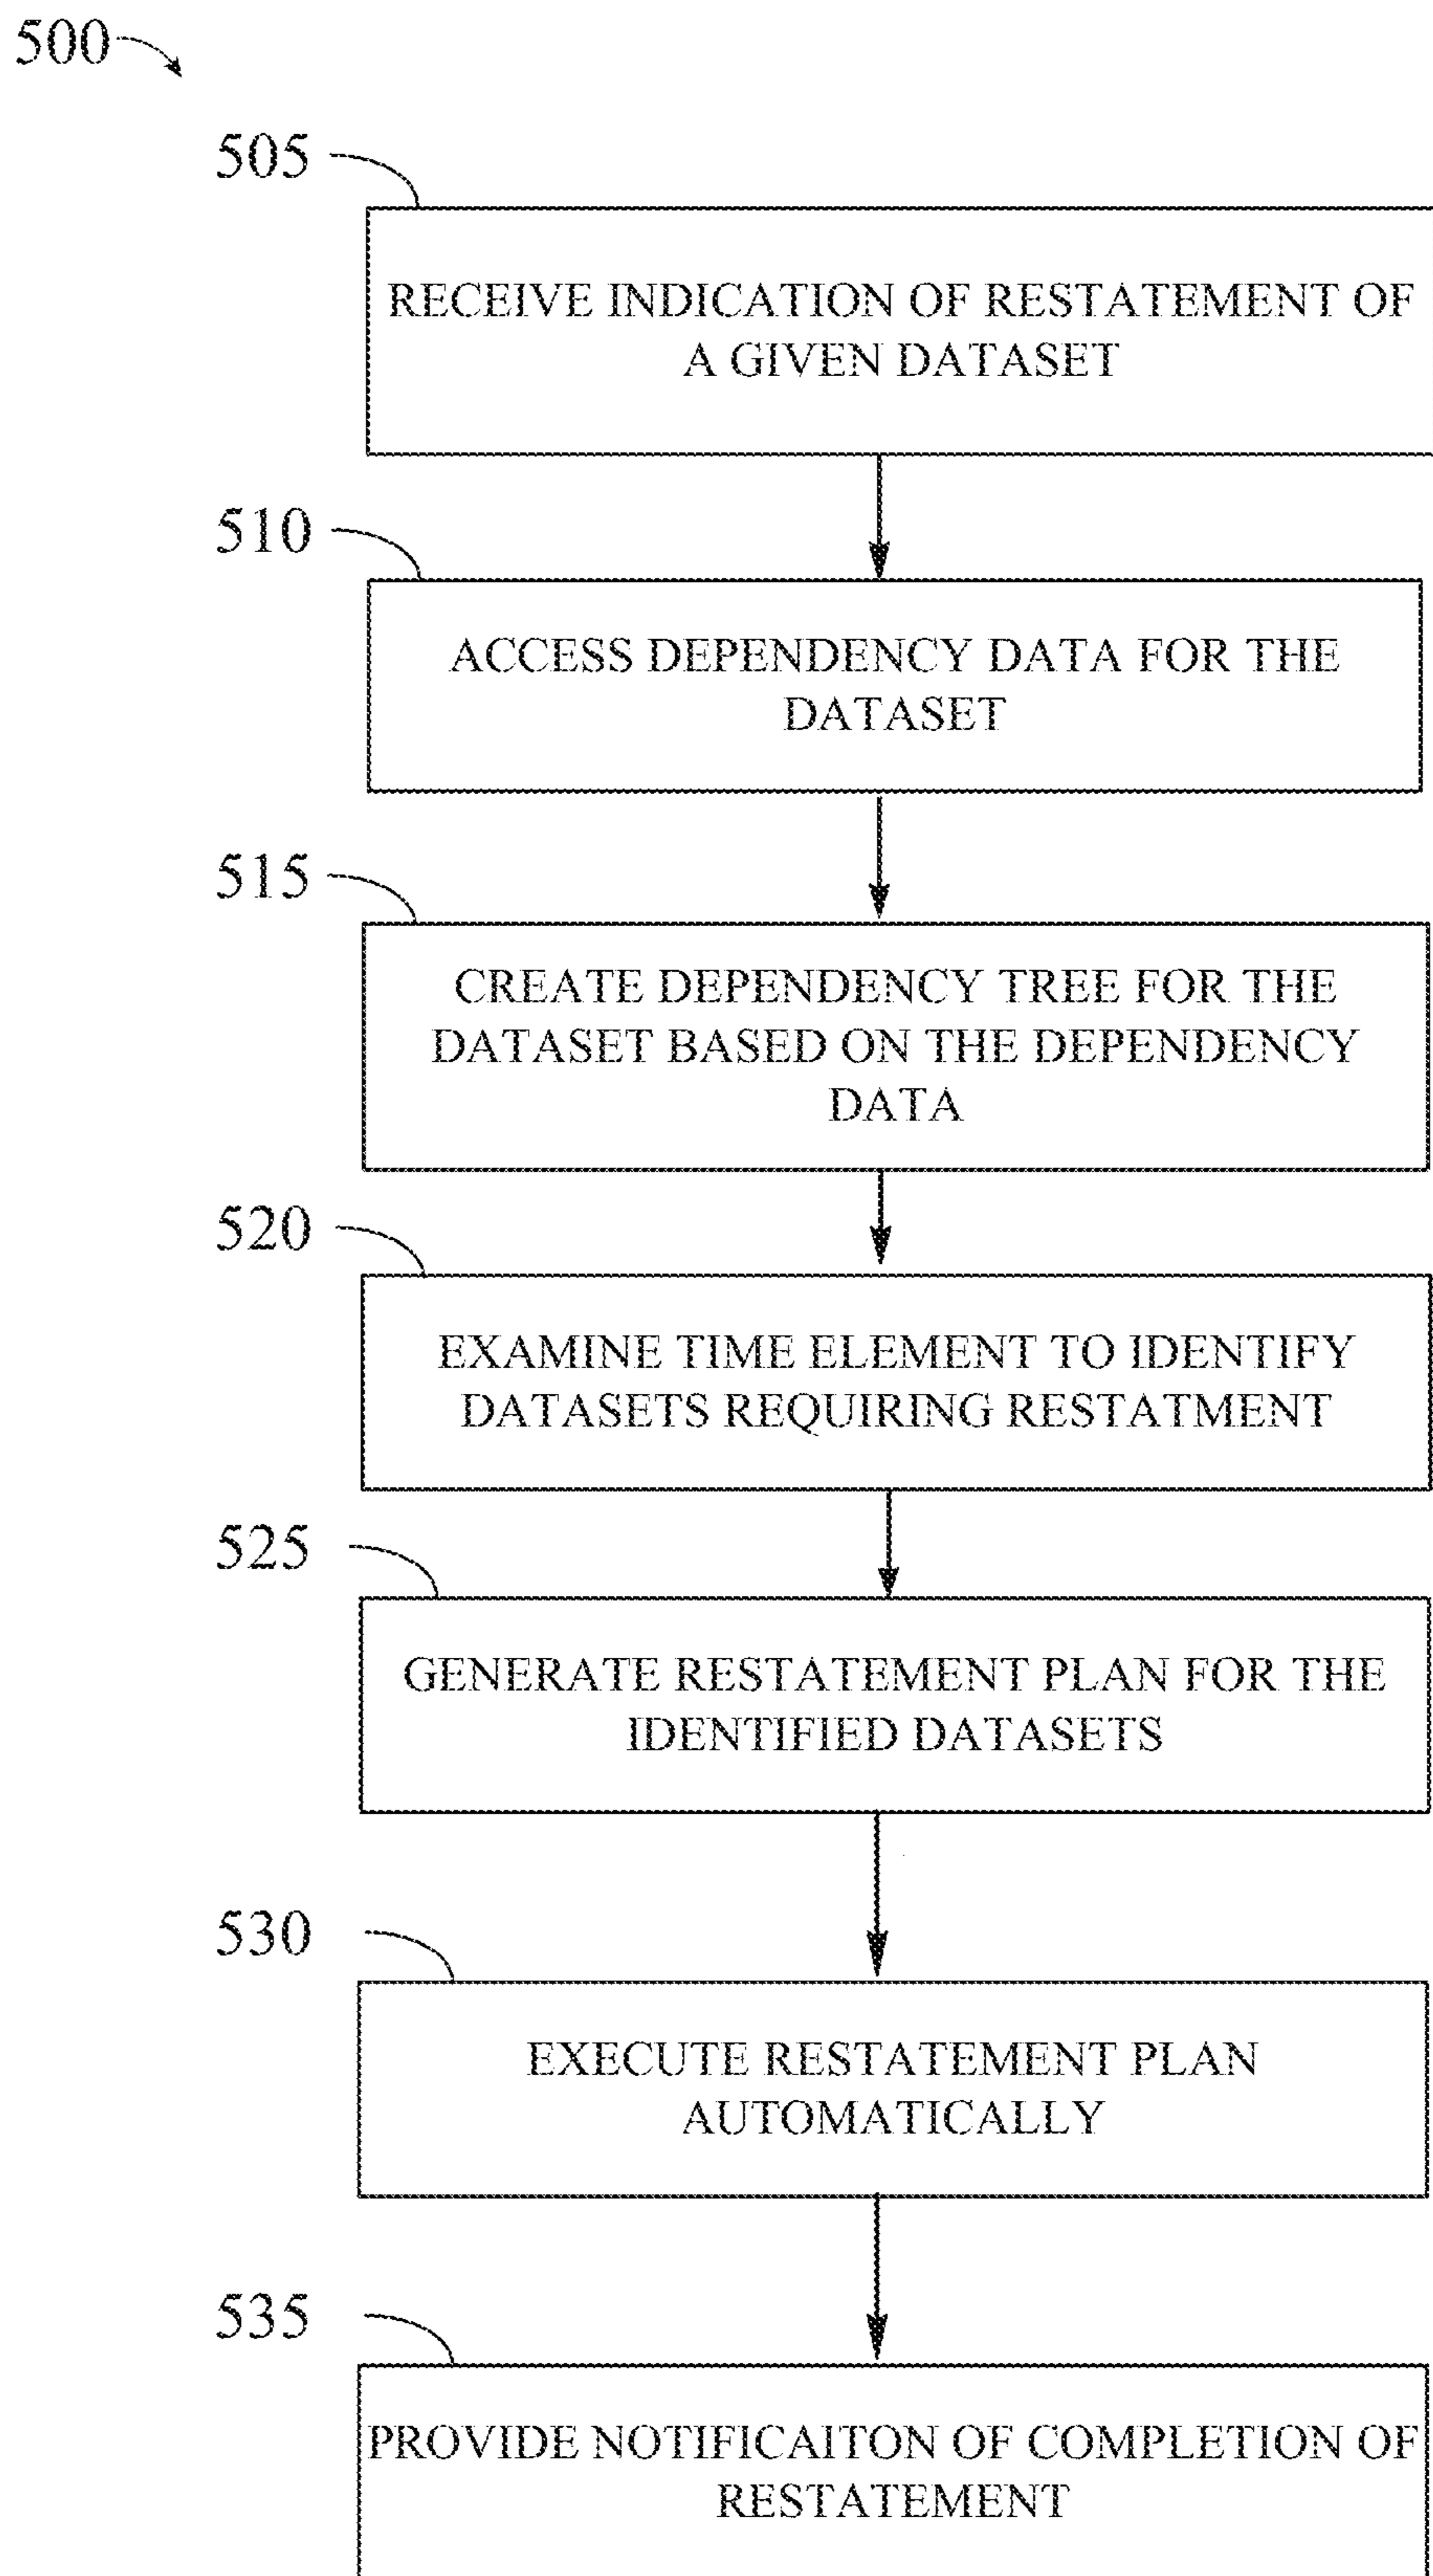 500
505
RECEIVE INDICATION OF RESTATEMENT OF
A GIVEN DATASET
510
ACCESS DEPENDENCY DATA FOR THE
DATASET
515
CREATE DEPENDENCY TREE FOR THE
DATASET BASED ON THE DEPENDENCY
DATA
520
EXAMINE TIME ELEMENT TO IDENTIFY
DATASETS REQUIRING RESTATMENT
525
GENERATE RESTATEMENT PLAN FOR THE
IDENTIFIED DATASETS
530
EXECUTE RESTATEMENT PLAN
AUTOMATICALLY
535
PROVIDE NOTIFICAITON OF COMPLETION OF
RESTATEMENT